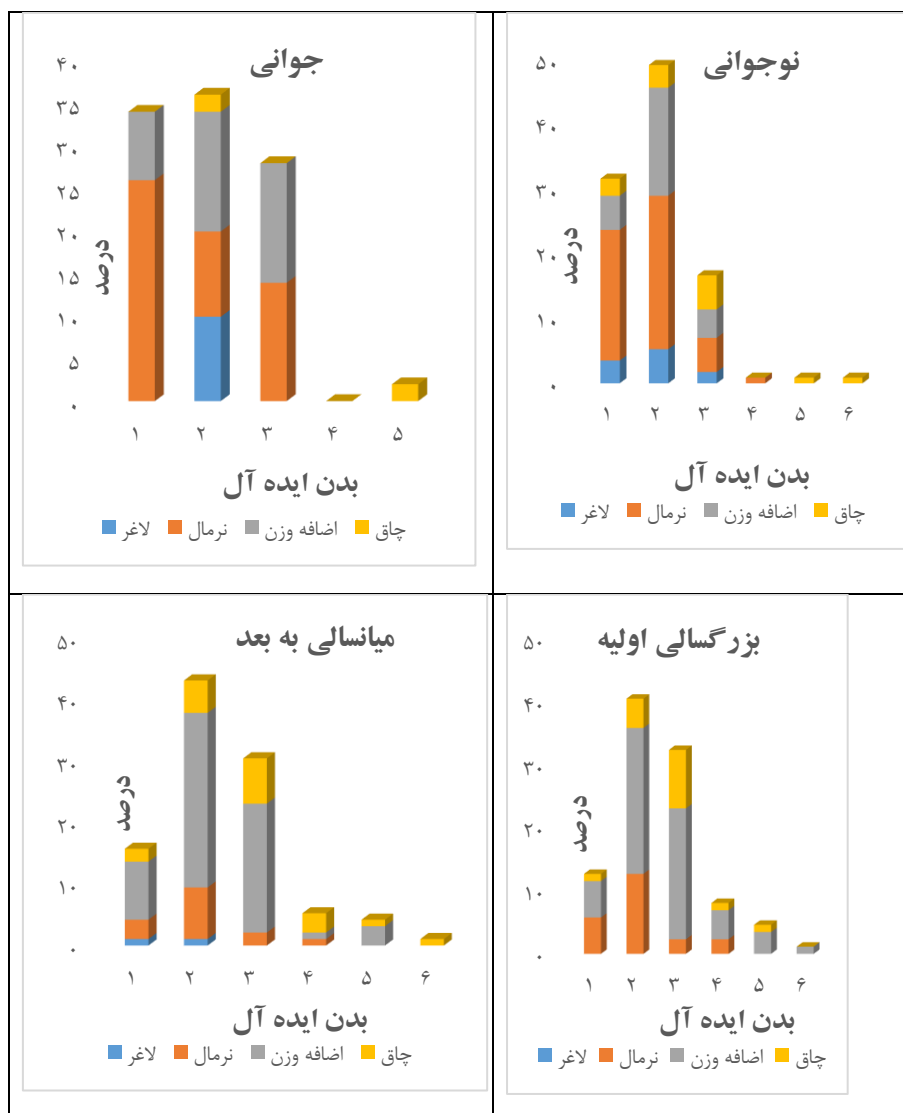 نوجوانی
۵۰
۴۰
۳۰
۲۰
۱۰
۰
درصد
۱ ۲ ۳ ۴ ۵ ۶
بدن ایده آل
لاغر نرمال اضافه وزن چاق
جوانی
۴۰
۳۵
۳۰
۲۵
۲۰
۱۵
۱۰
۵
۰
درصد
۱ ۲ ۳ ۴ ۵
بدن ایده آل
لاغر نرمال اضافه وزن چاق
بزرگسالی اولیه
۵۰
۴۰
۳۰
۲۰
۱۰
۰
درصد
۱ ۲ ۳ ۴ ۵ ۶
بدن ایده آل
لاغر نرمال اضافه وزن چاق
میانسالی به بعد
۵۰
۴۰
۳۰
۲۰
۱۰
۰
درصد
۱ ۲ ۳ ۴ ۵ ۶
بدن ایده آل
لاغر نرمال اضافه وزن چاق